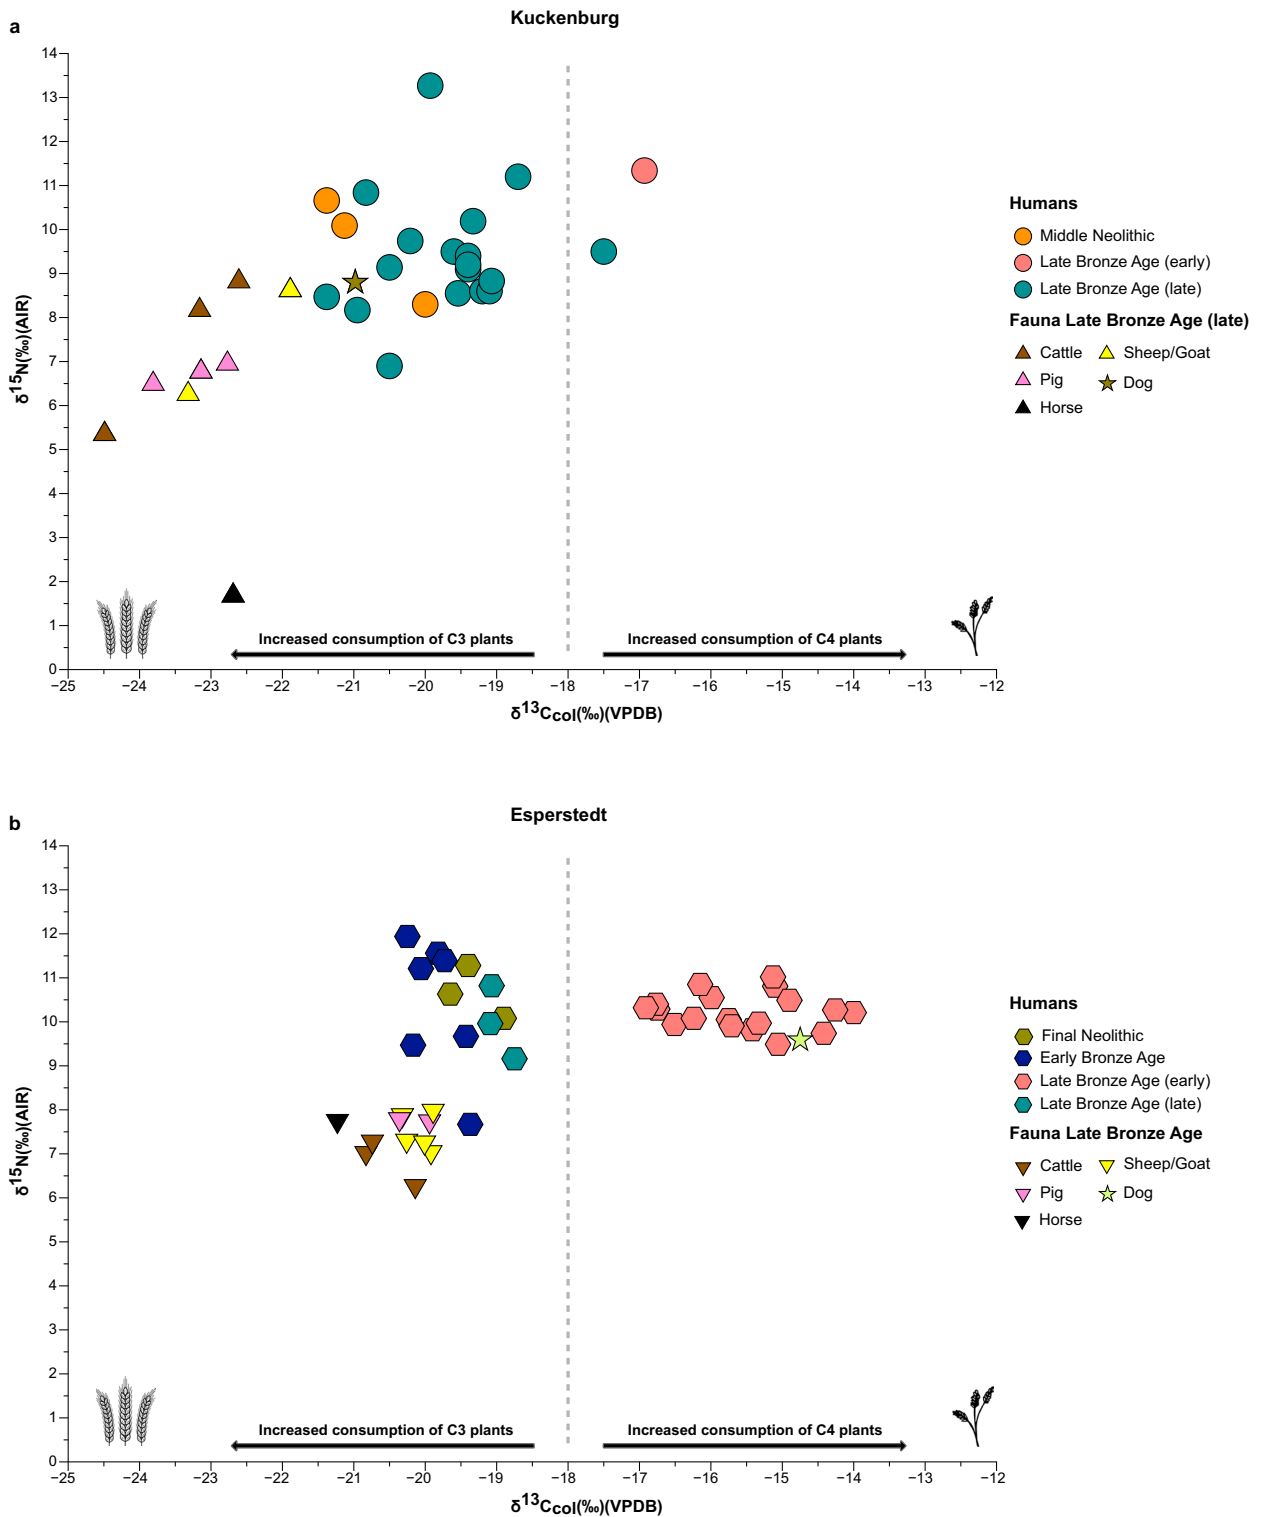 a
Kuckenburg
14
13
12
11
10
9
8
7
6
5
4
3
2
1
0
δ15N(‰)(AIR)
Increased consumption of C3 plants
Increased consumption of C4 plants
−25 −24 −23 −22 −21 −20 −19 −18 −17 −16 −15 −14 −13 −12
δ13Ccol(‰)(VPDB)
Humans
Middle Neolithic
Late Bronze Age (early)
Late Bronze Age (late)
Fauna Late Bronze Age (late)
Cattle Sheep/Goat
Pig Dog
Horse
b
Esperstedt
14
13
12
11
10
9
8
7
6
5
4
3
2
1
0
δ15N(‰)(AIR)
Increased consumption of C3 plants
Increased consumption of C4 plants
−25 −24 −23 −22 −21 −20 −19 −18 −17 −16 −15 −14 −13 −12
δ13Ccol(‰)(VPDB)
Humans
Final Neolithic
Early Bronze Age
Late Bronze Age (early)
Late Bronze Age (late)
Fauna Late Bronze Age
Cattle Sheep/Goat
Pig Dog
Horse